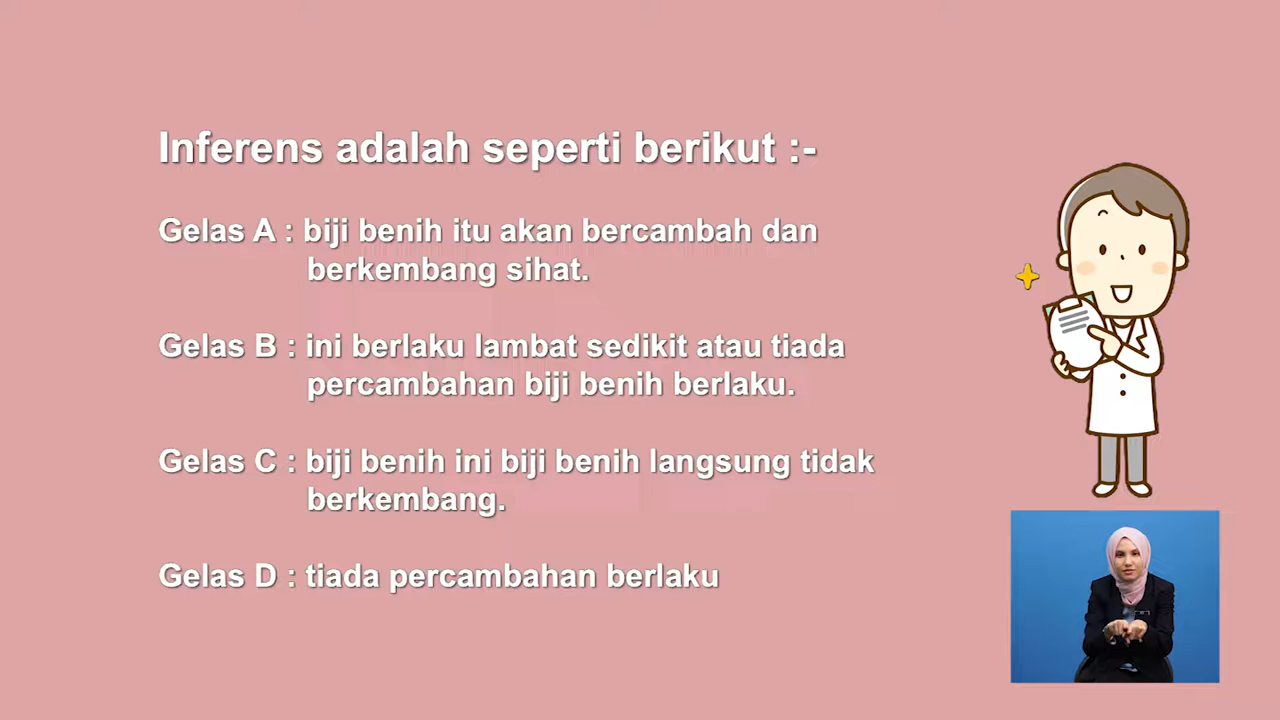 Inferens adalah seperti berikut :-
Gelas A : biji benih itu akan bercambah dan
berkembang sihat.
Gelas B : ini berlaku lambat sedikit atau tiada
percambahan biji benih berlaku.
Gelas C : biji benih ini biji benih langsung tidak
berkembang.
Gelas D : tiada percambahan berlaku